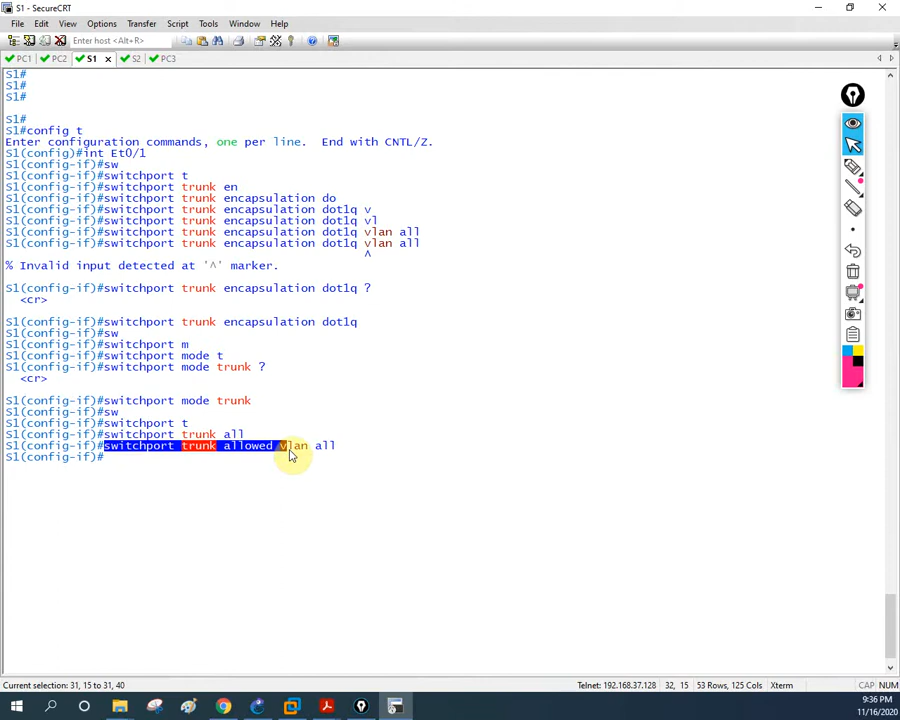 S1 - SecureCRT
File Edit View Options Transfer Script Tools Window Help
Enter host <Alt+R>
PC1 PC2 S1 × S2 PC3
S1#
S1#
S1#
S1#
S1#config t
Enter configuration commands, one per line.  End with CNTL/Z.
S1(config)#int Et0/1
S1(config-if)#sw
S1(config-if)#switchport t
S1(config-if)#switchport trunk en
S1(config-if)#switchport trunk encapsulation do
S1(config-if)#switchport trunk encapsulation dot1q v
S1(config-if)#switchport trunk encapsulation dot1q vl
S1(config-if)#switchport trunk encapsulation dot1q vlan all
S1(config-if)#switchport trunk encapsulation dot1q vlan all
^
% Invalid input detected at '^' marker.
S1(config-if)#switchport trunk encapsulation dot1q ?
<cr>
S1(config-if)#switchport trunk encapsulation dot1q
S1(config-if)#sw
S1(config-if)#switchport m
S1(config-if)#switchport mode t
S1(config-if)#switchport mode trunk ?
<cr>
S1(config-if)#switchport mode trunk
S1(config-if)#sw
S1(config-if)#switchport t
S1(config-if)#switchport trunk all
S1(config-if)#switchport trunk allowed vlan all
S1(config-if)#
Current selection: 31, 15 to 31, 40 Telnet: 192.168.37.128 32, 15 53 Rows, 125 Cols Xterm CAP NUM
9:36 PM
11/16/2020